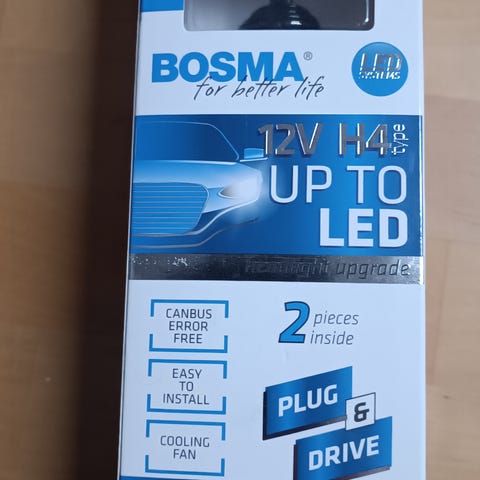 BOSMA®
for better life
LED
SYSTEMS
12V H4 type
UP TO
LED
headlight upgrade
CANBUS
ERROR
FREE
2 pieces
inside
EASY
TO
INSTALL
COOLING
FAN
PLUG
&
DRIVE